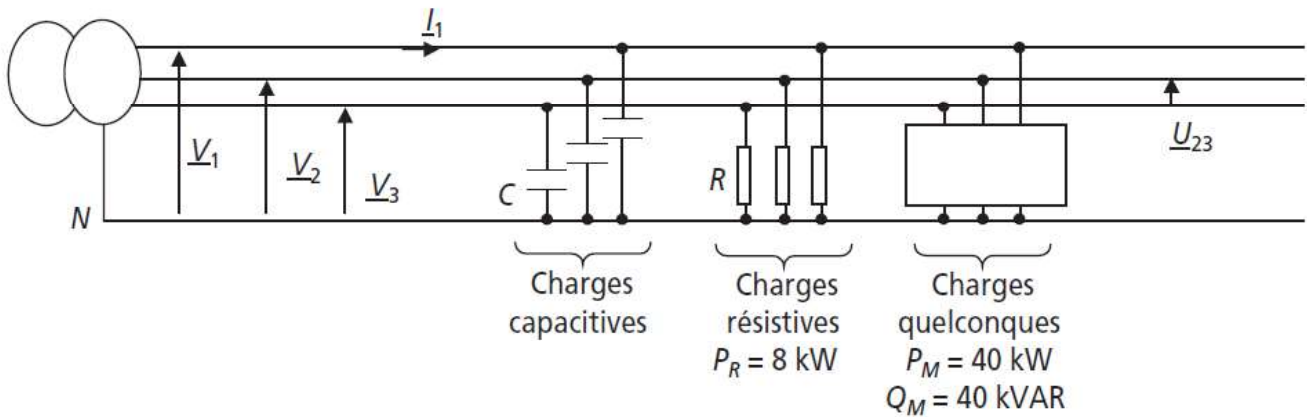 I1
V1
V2
V3
U23
N
C
R
Charges
capacitives
Charges
résistives
PR = 8 kW
Charges
quelconques
PM = 40 kW
QM = 40 kVAR